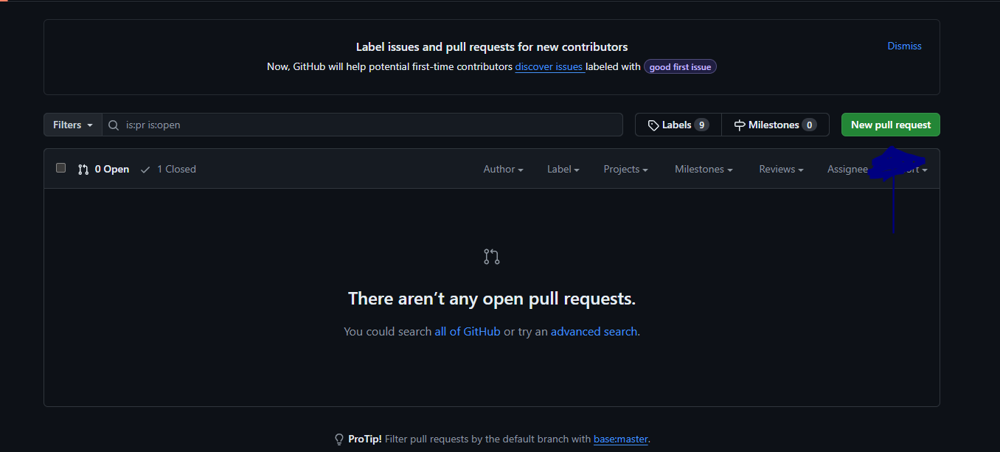 Label issues and pull requests for new contributors
Dismiss
Now, GitHub will help potential first-time contributors discover issues labeled with good first issue
Filters is:pr is:open Labels 9 Milestones 0 New pull request
0 Open 1 Closed Author Label Projects Milestones Reviews Assignee
There aren’t any open pull requests.
You could search all of GitHub or try an advanced search.
ProTip! Filter pull requests by the default branch with base:master.